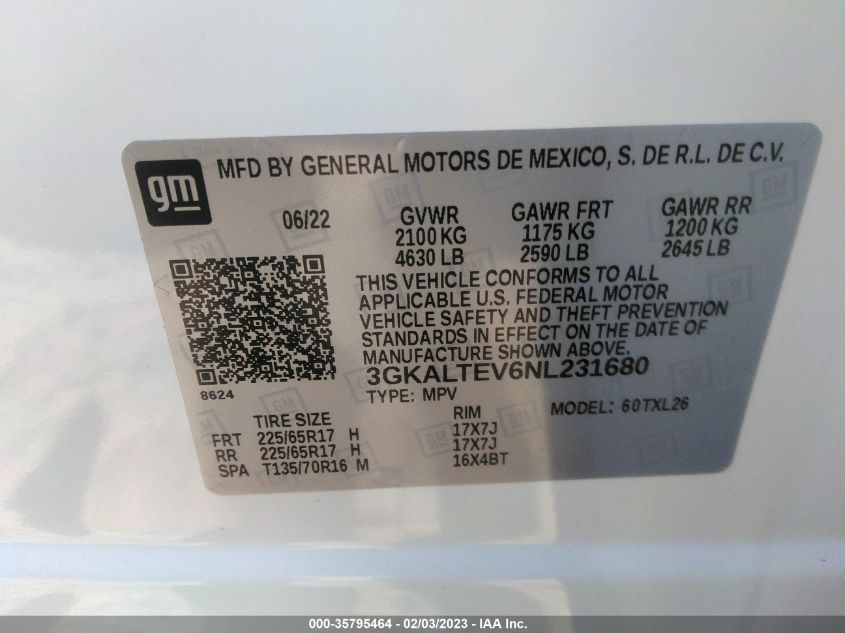 gm
MFD BY GENERAL MOTORS DE MEXICO, S. DE R.L. DE C.V.
06/22 GVWR GAWR FRT GAWR RR
2100 KG 1175 KG 1200 KG
4630 LB 2590 LB 2645 LB
THIS VEHICLE CONFORMS TO ALL
APPLICABLE U.S. FEDERAL MOTOR
VEHICLE SAFETY AND THEFT PREVENTION
STANDARDS IN EFFECT ON THE DATE OF
MANUFACTURE SHOWN ABOVE.
3GKALTEV6NL231680
8624
TYPE: MPV MODEL: 60TXL26
TIRE SIZE RIM
FRT 225/65R17 H 17X7J
RR 225/65R17 H 17X7J
SPA T135/70R16 M 16X4BT
000-35795464 - 02/03/2023 - IAA Inc.